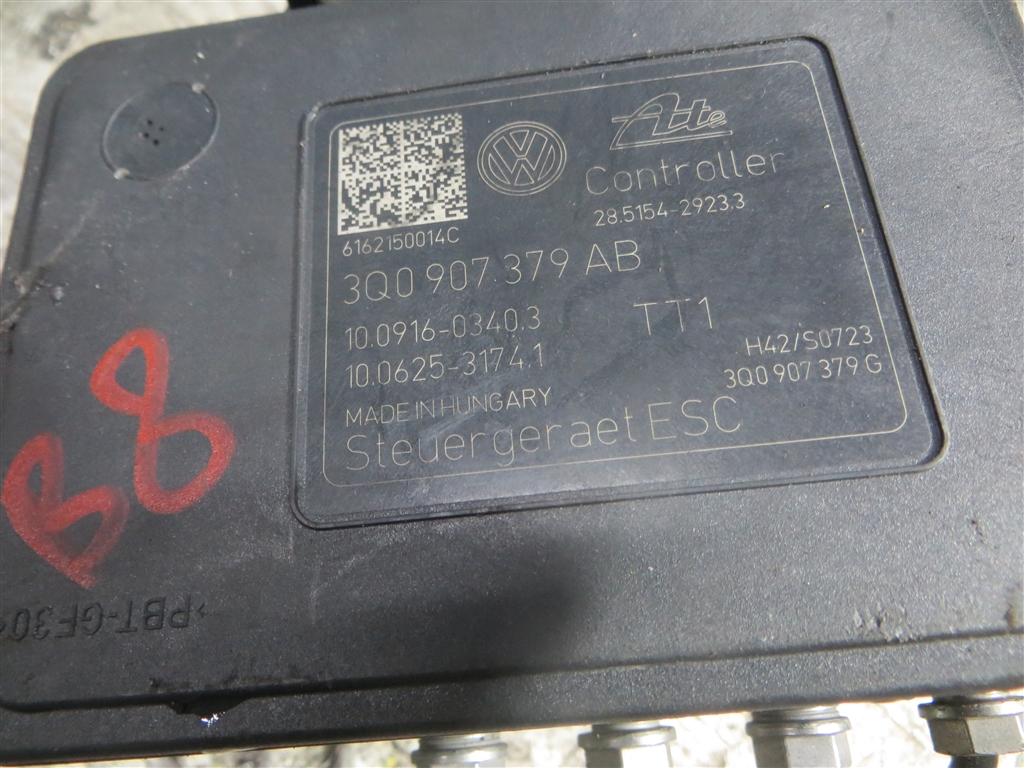 Ate
Controller
28.5154-2923.3
6162150014C
3Q0 907 379 AB
10.0916-0340.3
TT1
10.0625-3174.1
H42/S0723
3Q0 907 379 G
MADE IN HUNGARY
Steuergeraet ESC
B8
>PBT-GF30<